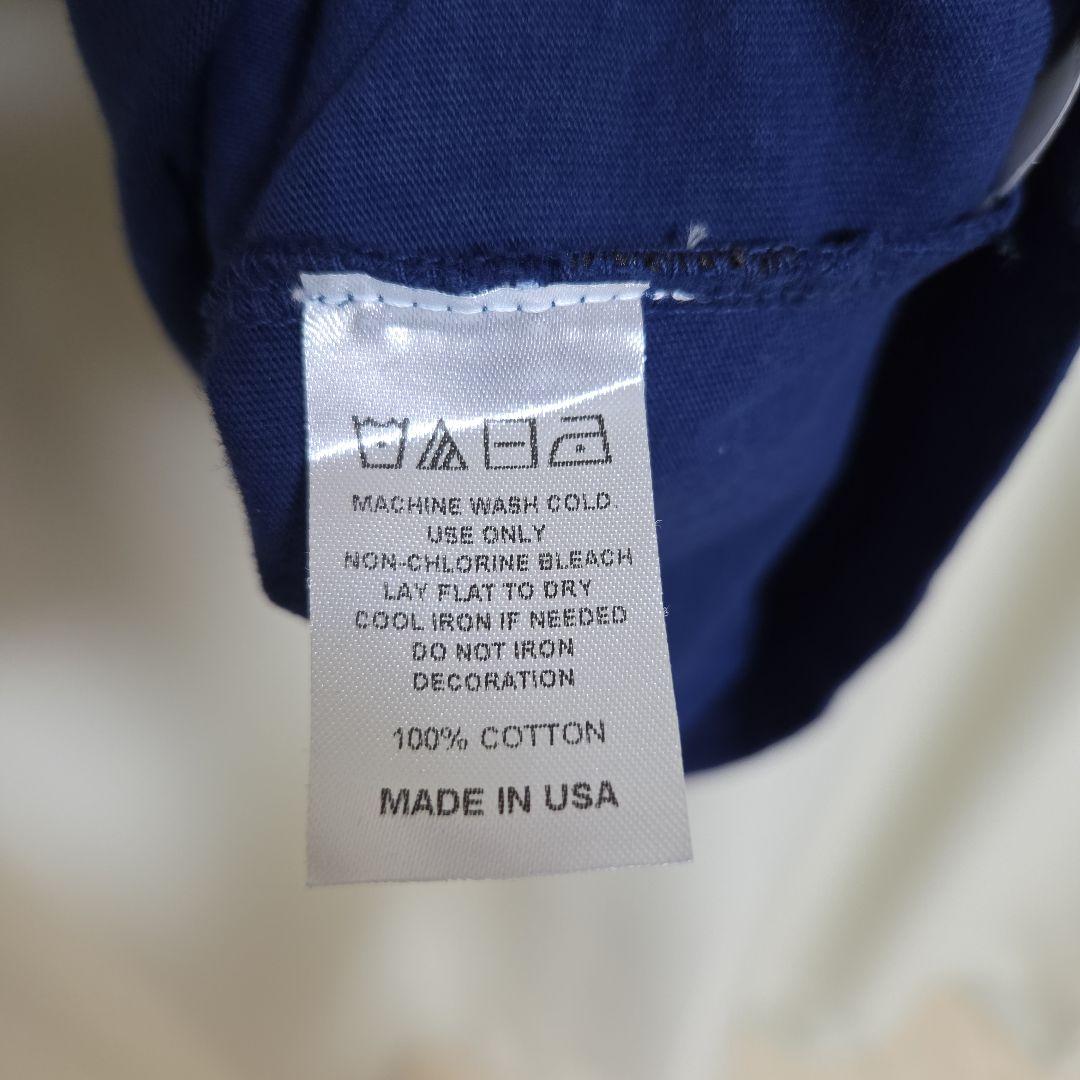 MACHINE WASH COLD.
USE ONLY
NON-CHLORINE BLEACH
LAY FLAT TO DRY
COOL IRON IF NEEDED
DO NOT IRON
DECORATION
100% COTTON
MADE IN USA